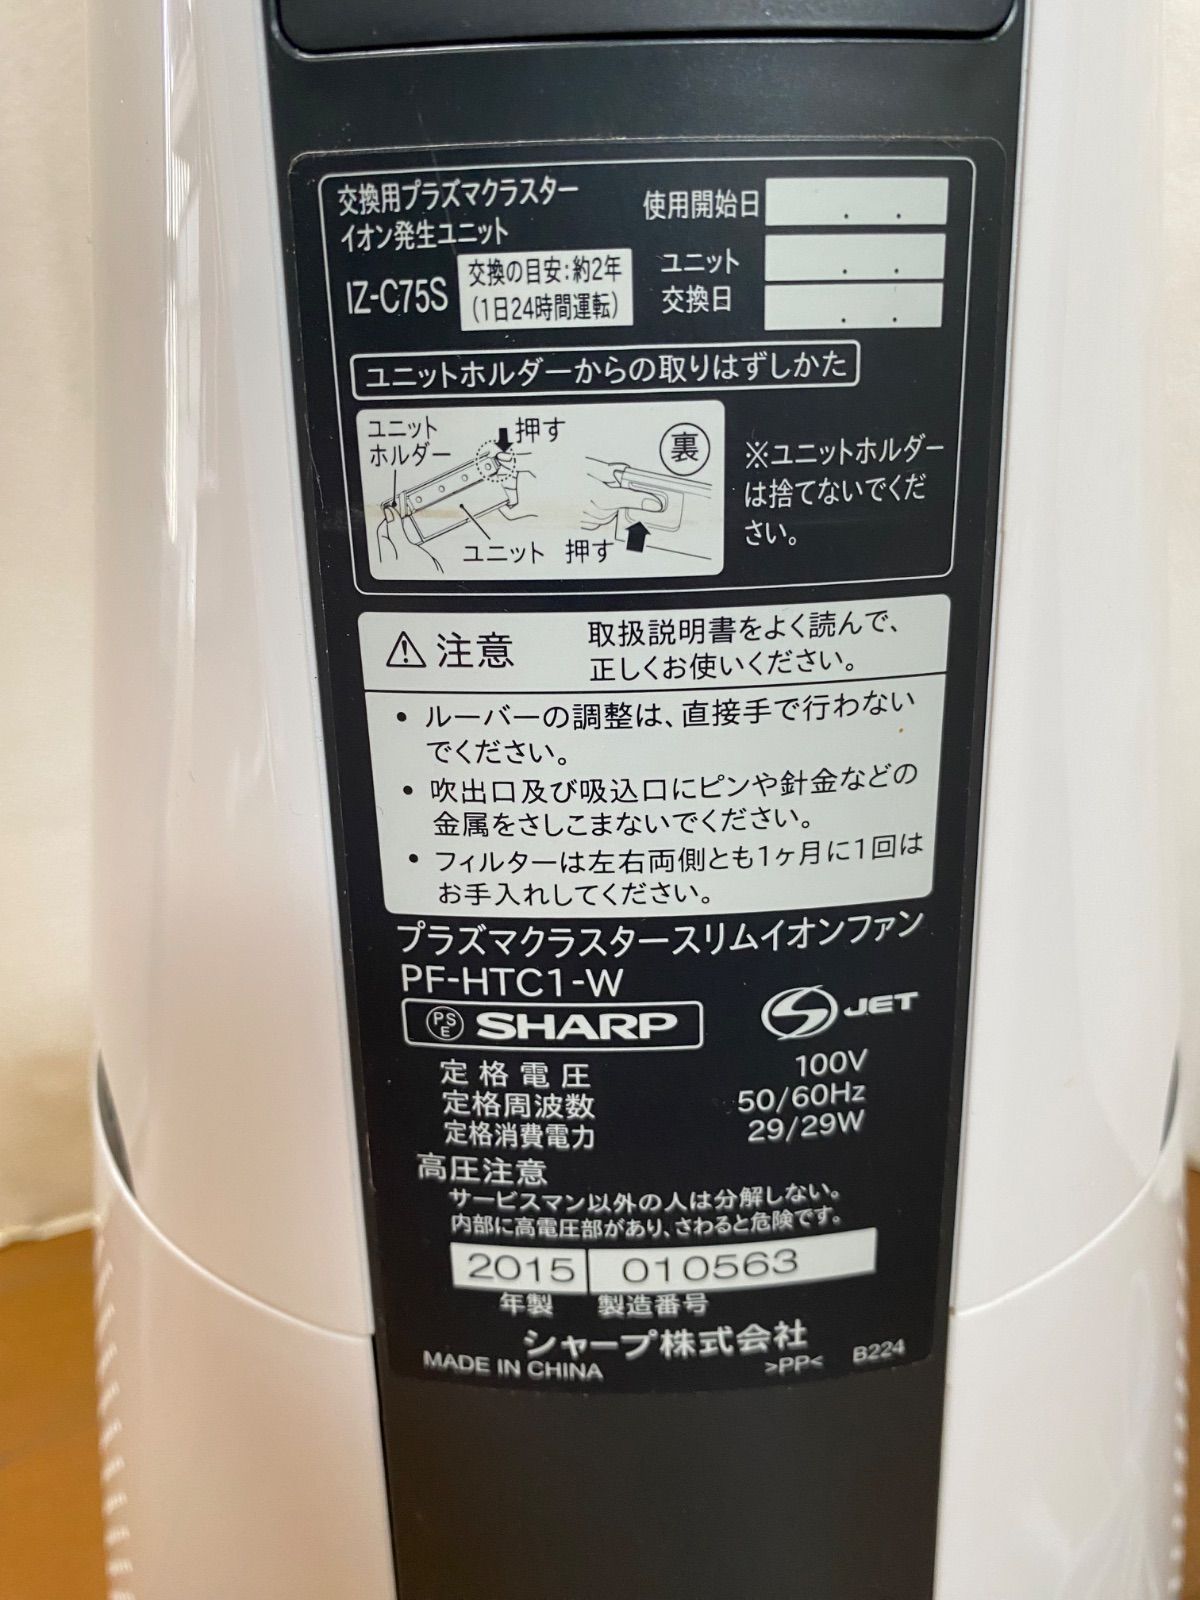 交換用プラズマクラスター
イオン発生ユニット
IZ-C75S
交換の目安:約2年
(1日24時間運転)
使用開始日 . .
ユニット . .
交換日 . .
ユニットホルダーからの取りはずしかた
ユニット
ホルダー
押す
裏
ユニット
押す
※ユニットホルダー
は捨てないでくだ
さい。
⚠注意
取扱説明書をよく読んで、
正しくお使いください。
• ルーバーの調整は、直接手で行わない
でください。
• 吹出口及び吸込口にピンや針金などの
金属をさしこまないでください。
• フィルターは左右両側とも1ヶ月に1回は
お手入れしてください。
プラズマクラスタースリムイオンファン
PF-HTC1-W
PSE SHARP
S JET
定格電圧 100V
定格周波数 50/60Hz
定格消費電力 29/29W
高圧注意
サービスマン以外の人は分解しない。
内部に高電圧部があり、さわると危険です。
2015 010563
年製 製造番号
シャープ株式会社
MADE IN CHINA >PP< B224